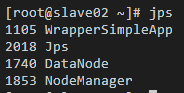 [root@slave02 ~]# jps
1105 WrapperSimpleApp
2018 Jps
1740 DataNode
1853 NodeManager